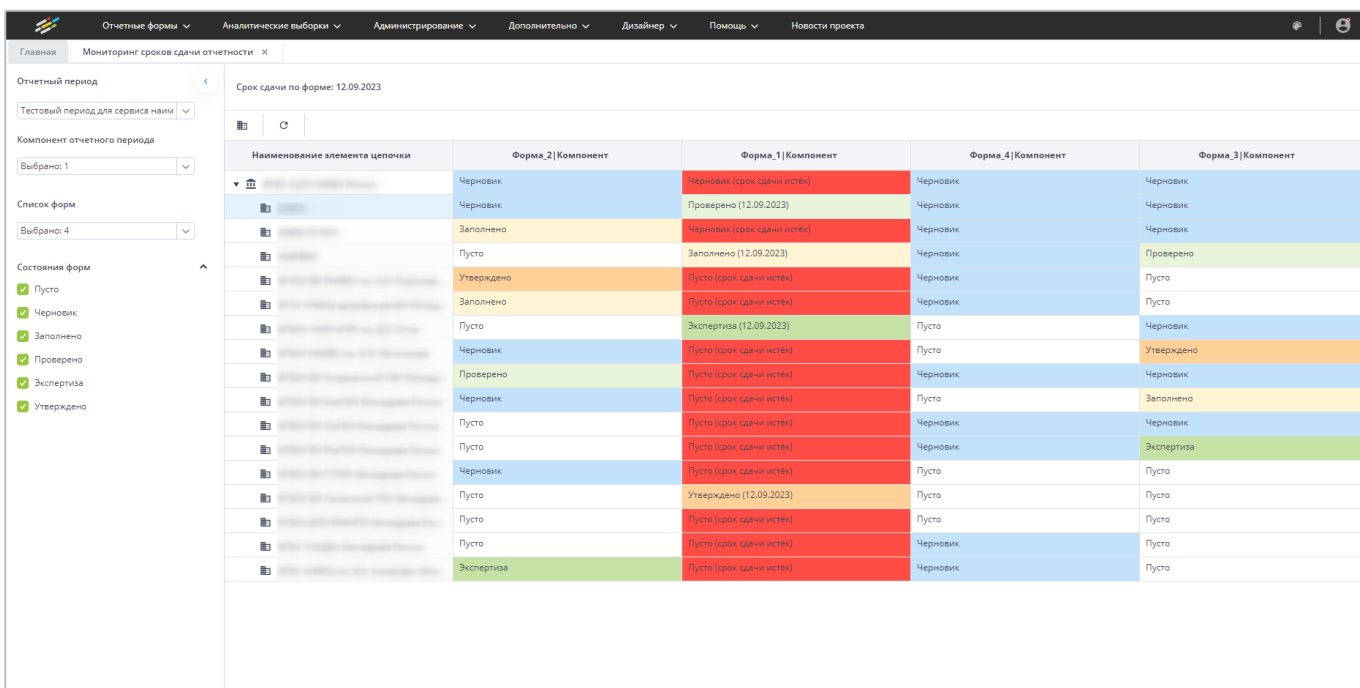 Отчетные формы Аналитические выборки Администрирование Дополнительно Дизайнер Помощь Новости проекта
Главная Мониторинг сроков сдачи отчетности ×
Отчетный период
Тестовый период для сервиса наим
Компонент отчетного периода
Выбрано: 1
Список форм
Выбрано: 4
Состояния форм
Пусто
Черновик
Заполнено
Проверено
Экспертиза
Утверждено
Срок сдачи по форме: 12.09.2023
Наименование элемента цепочки Форма_2|Компонент Форма_1|Компонент Форма_4|Компонент Форма_3|Компонент
Черновик Черновик (срок сдачи истёк) Черновик Черновик
Черновик Проверено (12.09.2023) Черновик Черновик
Заполнено Черновик (срок сдачи истёк) Черновик Черновик
Пусто Заполнено (12.09.2023) Черновик Проверено
Утверждено Пусто (срок сдачи истёк) Черновик Пусто
Заполнено Пусто (срок сдачи истёк) Черновик Пусто
Пусто Экспертиза (12.09.2023) Пусто Черновик
Черновик Пусто (срок сдачи истёк) Пусто Утверждено
Проверено Пусто (срок сдачи истёк) Черновик Черновик
Черновик Пусто (срок сдачи истёк) Пусто Заполнено
Пусто Пусто (срок сдачи истёк) Черновик Черновик
Пусто Пусто (срок сдачи истёк) Черновик Экспертиза
Черновик Пусто (срок сдачи истёк) Пусто Пусто
Пусто Утверждено (12.09.2023) Пусто Пусто
Пусто Пусто (срок сдачи истёк) Пусто Пусто
Пусто Пусто (срок сдачи истёк) Черновик Пусто
Экспертиза Пусто (срок сдачи истёк) Черновик Пусто